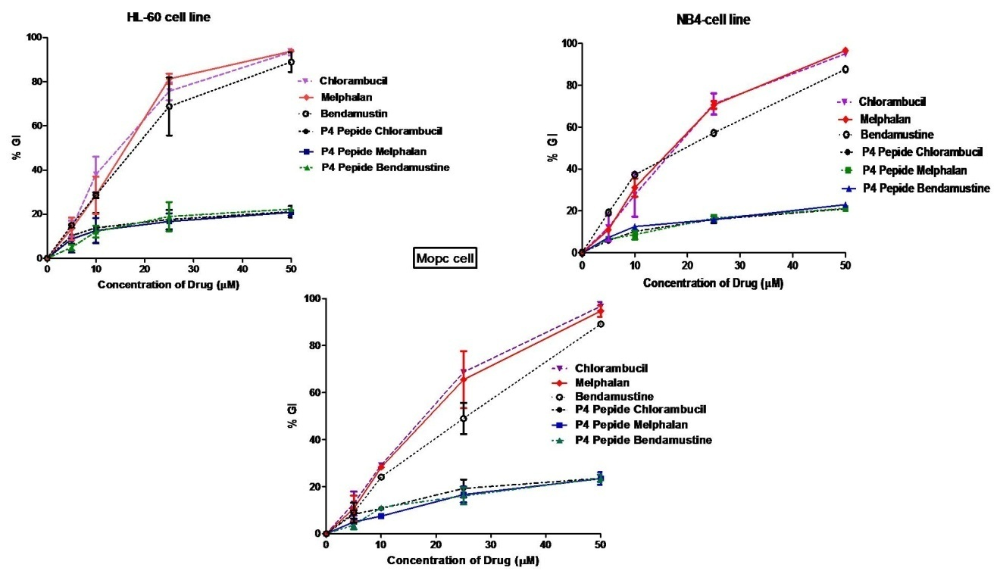 HL-60 cell line
100
80
60
40
20
0
% GI
0 10 20 30 40 50
Concentration of Drug (µM)
Chlorambucil
Melphalan
Bendamustin
P4 Pepide Chlorambucil
P4 Pepide Melphalan
P4 Pepide Bendamustine
NB4-cell line
100
80
60
40
20
0
% GI
0 10 20 30 40 50
Concentration of Drug (µM)
Chlorambucil
Melphalan
Bendamustine
P4 Pepide Chlorambucil
P4 Pepide Melphalan
P4 Pepide Bendamustine
Mopc cell
100
80
60
40
20
0
% GI
0 10 20 30 40 50
Concentration of Drug (µM)
Chlorambucil
Melphalan
Bendamustine
P4 Pepide Chlorambucil
P4 Pepide Melphalan
P4 Pepide Bendamustine